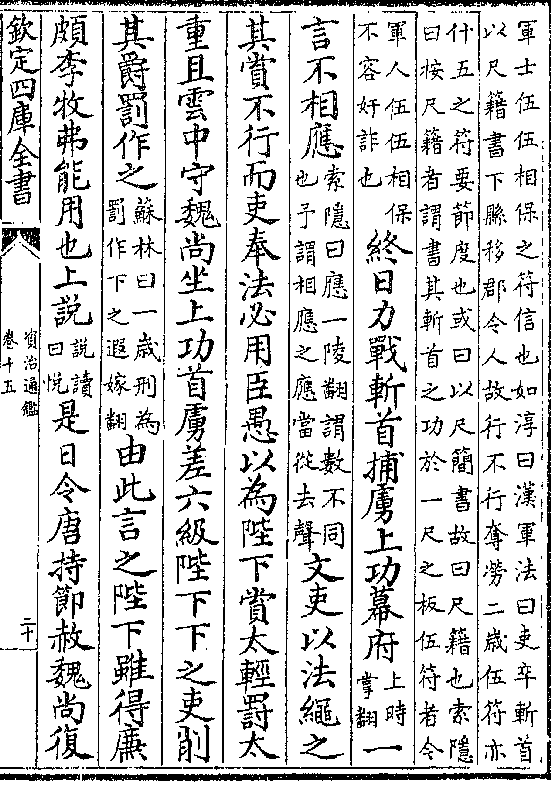 軍士伍伍相保之符信也如淳曰漢軍法曰吏卒斬首
以尺籍書下縣移郡令人故行不行奪勞二歲伍符亦
什五之符要節度也或曰以尺簡書故曰尺籍也索隱
曰按尺籍者謂書其斬首之功於一尺之板伍符者令
軍人伍伍相保不容奸詐也終日力戰斬首捕虜上功幕府上時掌翻一
言不相應索隱曰應一陵翻謂數不同也予謂相應之應當從去聲文吏以法繩之
其賞不行而吏奉法必用臣愚以為陛下賞太輕罰太
重且雲中守魏尚坐上功首虜差六級陛下下之吏削
其爵罰作之蘇林曰一歲刑為罰作下之遐嫁翻由此言之陛下雖得廉
頗李牧弗能用也上說說讀曰悅是日令唐持節赦魏尚復
欽定四庫全書
資治通鑑
卷十五
二十